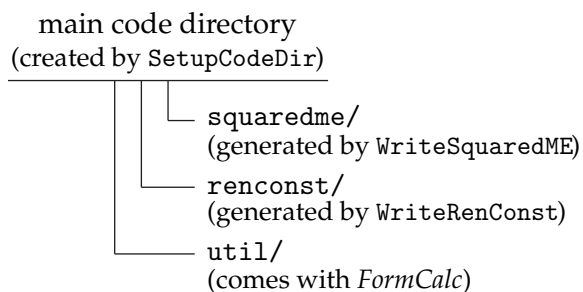 main code directory
(created by SetupCodeDir)
squaredme/
(generated by WriteSquaredME)
renconst/
(generated by WriteRenConst)
util/
(comes with FormCalc)